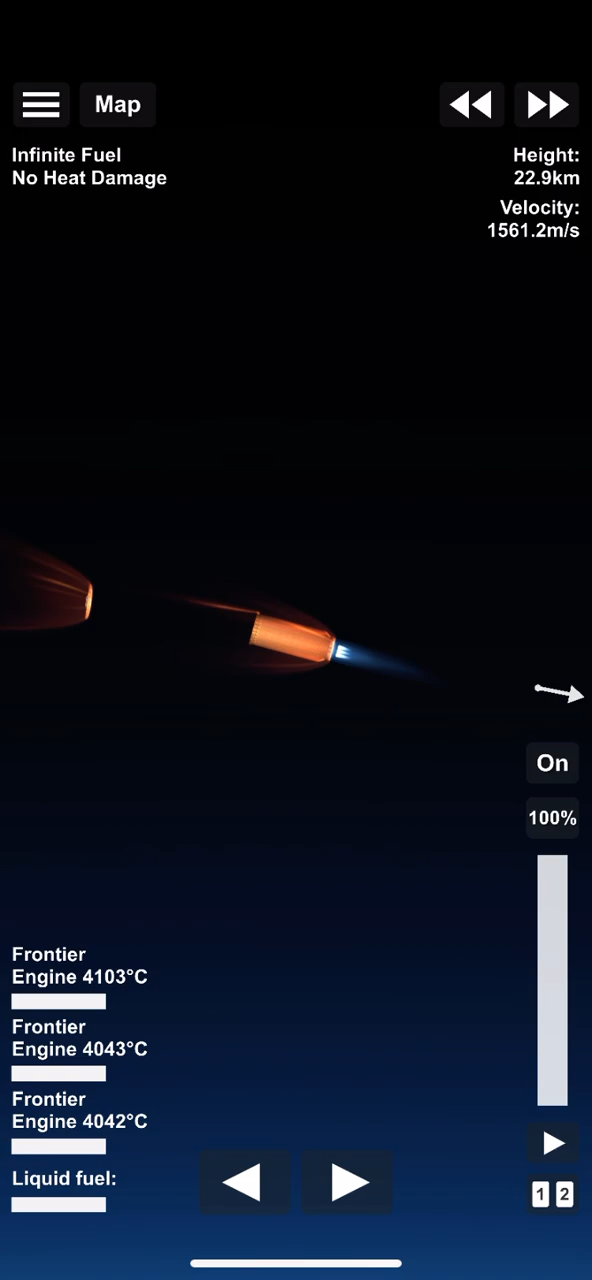 Map
Infinite Fuel
No Heat Damage
Height:
22.9km
Velocity:
1561.2m/s
On
100%
Frontier
Engine 4103°C
Frontier
Engine 4043°C
Frontier
Engine 4042°C
Liquid fuel:
1 2